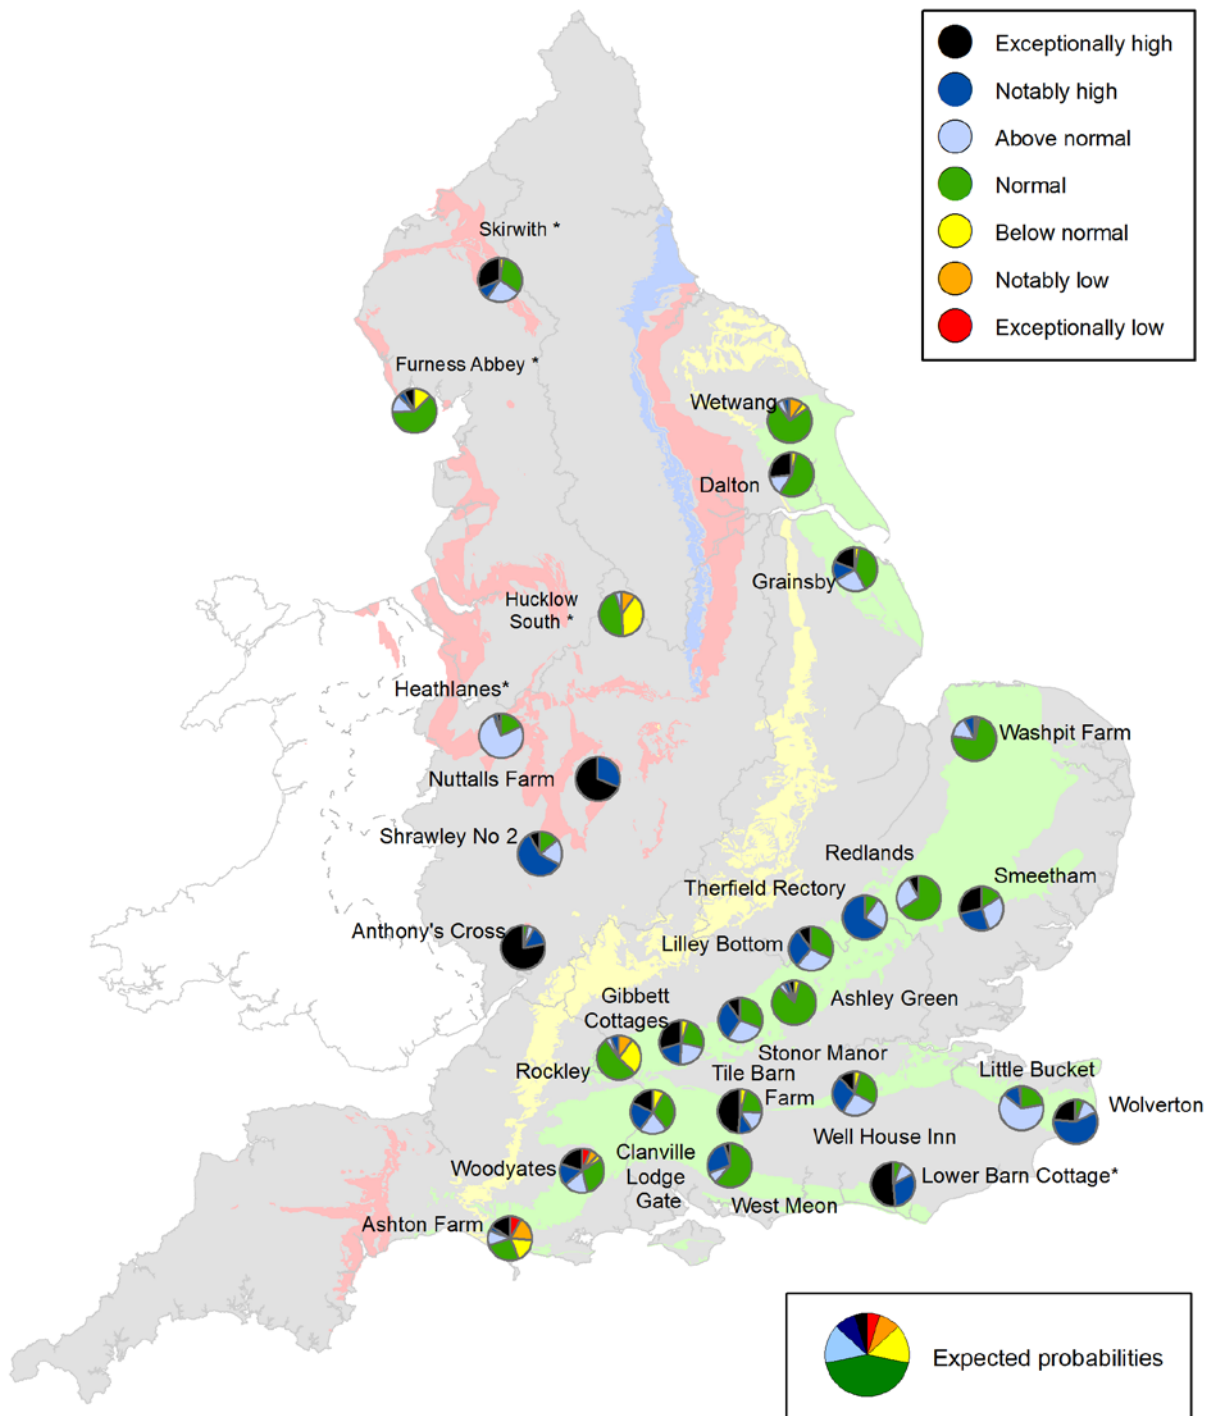 Exceptionally high
Notably high
Above normal
Normal
Below normal
Notably low
Exceptionally low
Skirwith *
Furness Abbey *
Wetwang
Dalton
Grainsby
Hucklow
South *
Heathlanes*
Washpit Farm
Nuttalls Farm
Shrawley No 2
Redlands
Smeetham
Therfield Rectory
Anthony's Cross
Lilley Bottom
Gibbett
Cottages
Ashley Green
Stonor Manor
Rockley
Tile Barn
Farm
Little Bucket
Wolverton
Well House Inn
Clanville
Lodge
Gate
Woodyates
Lower Barn Cottage*
West Meon
Ashton Farm
Expected probabilities